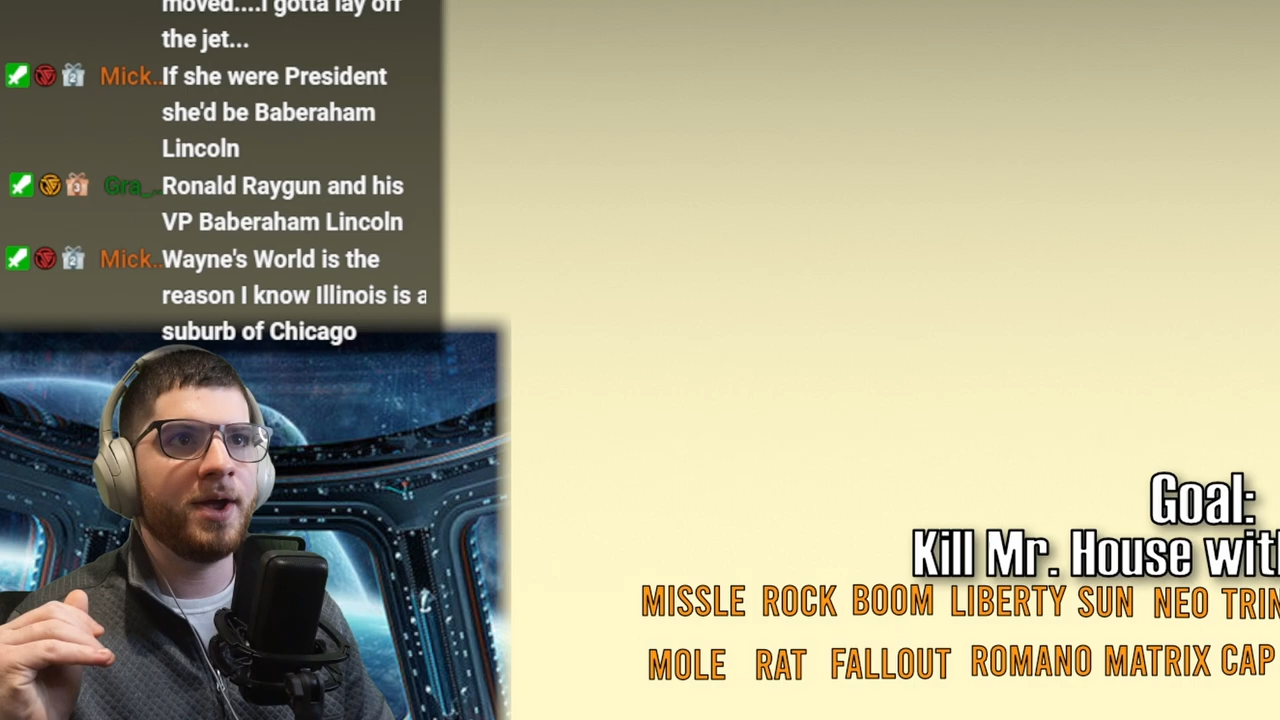 moved....I gotta lay off
the jet...
Mick..If she were President
she'd be Baberaham
Lincoln
Gra_..Ronald Raygun and his
VP Baberaham Lincoln
Mick..Wayne's World is the
reason I know Illinois is a
suburb of Chicago
Goal:
Kill Mr. House with
MISSLE ROCK BOOM LIBERTY SUN NEO TRIN
MOLE RAT FALLOUT ROMANO MATRIX CAP